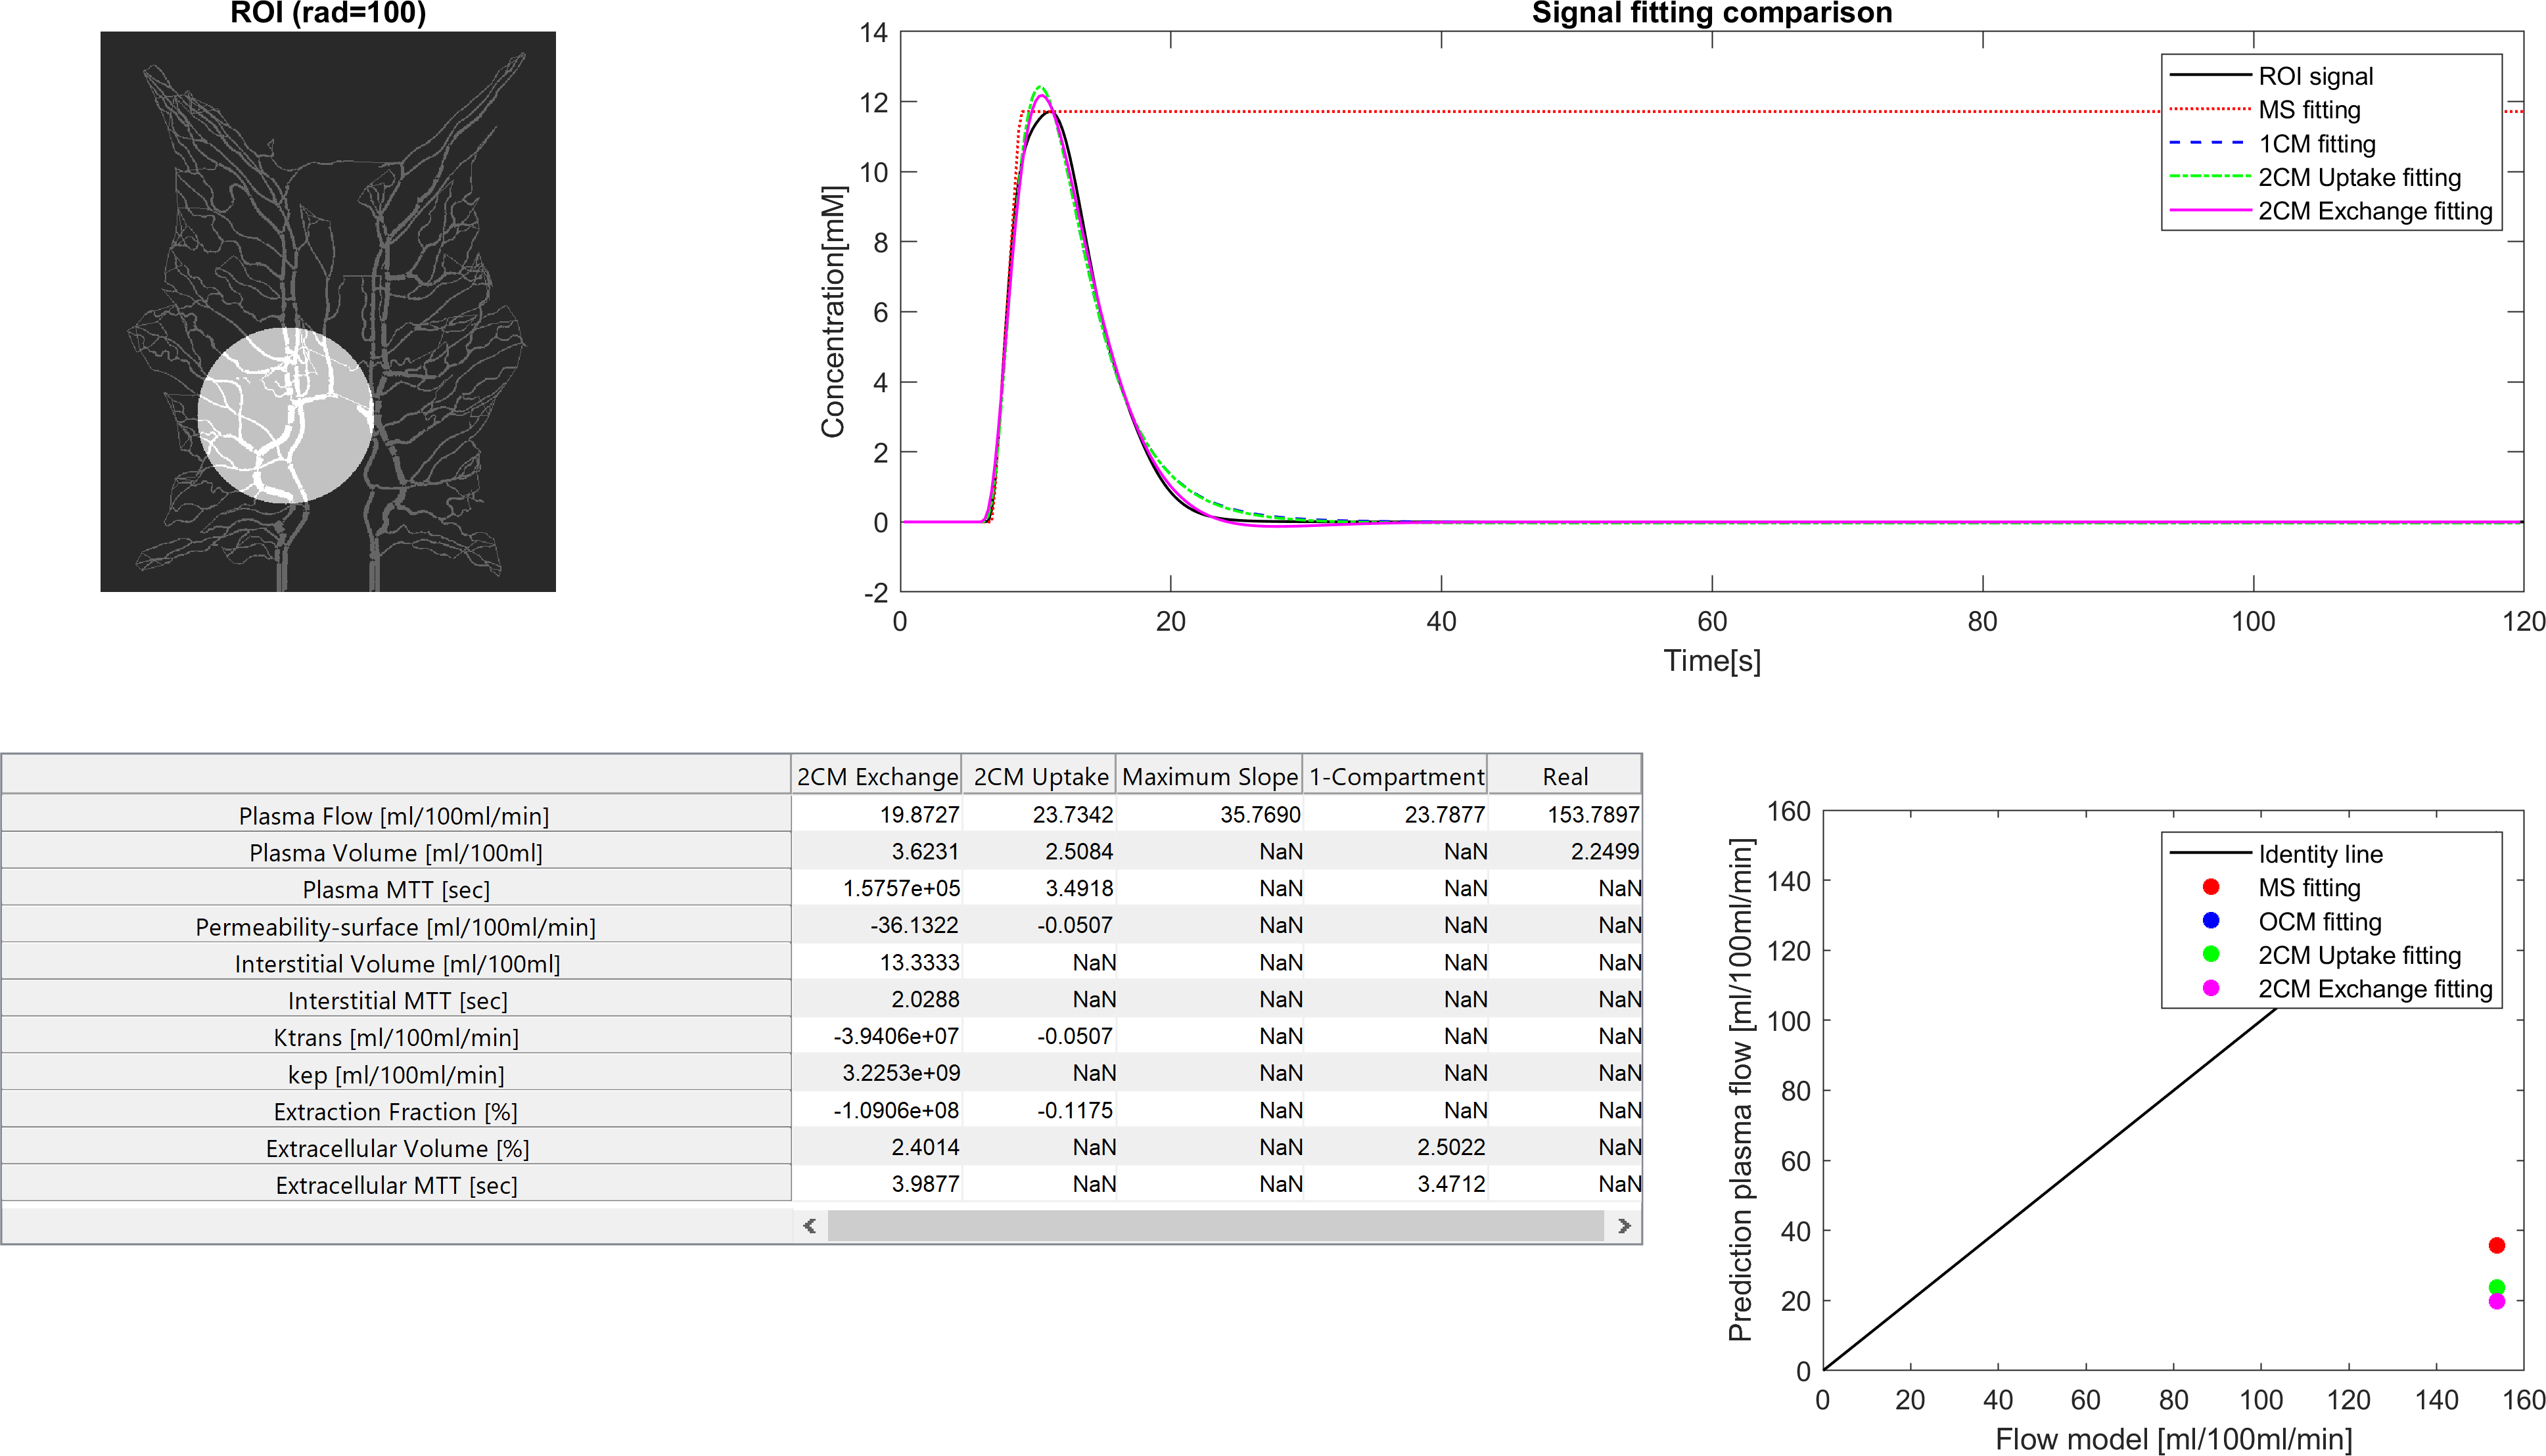 ROI (rad=100)
Signal fitting comparison
14
12
10
8
6
4
2
0
-2
Concentration[mM]
0 20 40 60 80 100 120
Time[s]
ROI signal
MS fitting
1CM fitting
2CM Uptake fitting
2CM Exchange fitting
2CM Exchange 2CM Uptake Maximum Slope 1-Compartment Real
Plasma Flow [ml/100ml/min] 19.8727 23.7342 35.7690 23.7877 153.7897
Plasma Volume [ml/100ml] 3.6231 2.5084 NaN NaN 2.2499
Plasma MTT [sec] 1.5757e+05 3.4918 NaN NaN NaN
Permeability-surface [ml/100ml/min] -36.1322 -0.0507 NaN NaN NaN
Interstitial Volume [ml/100ml] 13.3333 NaN NaN NaN NaN
Interstitial MTT [sec] 2.0288 NaN NaN NaN NaN
Ktrans [ml/100ml/min] -3.9406e+07 -0.0507 NaN NaN NaN
kep [ml/100ml/min] 3.2253e+09 NaN NaN NaN NaN
Extraction Fraction [%] -1.0906e+08 -0.1175 NaN NaN NaN
Extracellular Volume [%] 2.4014 NaN NaN 2.5022 NaN
Extracellular MTT [sec] 3.9877 NaN NaN 3.4712 NaN
160
140
120
100
80
60
40
20
0
Prediction plasma flow [ml/100ml/min]
Identity line
MS fitting
OCM fitting
2CM Uptake fitting
2CM Exchange fitting
0 20 40 60 80 100 120 140 160
Flow model [ml/100ml/min]